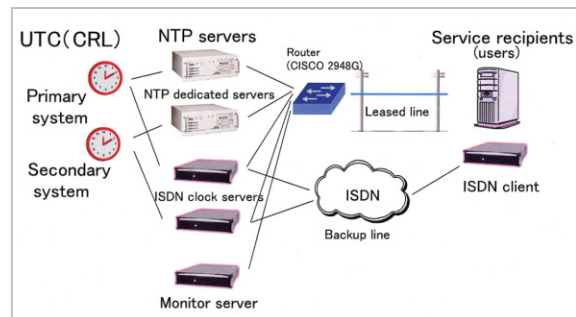 UTC(CRL)
NTP servers
Router
(CISCO 2948G)
Service recipients
(users)
Primary
system
NTP dedicated servers
Leased line
Secondary
system
ISDN clock servers
ISDN
ISDN client
Backup line
Monitor server